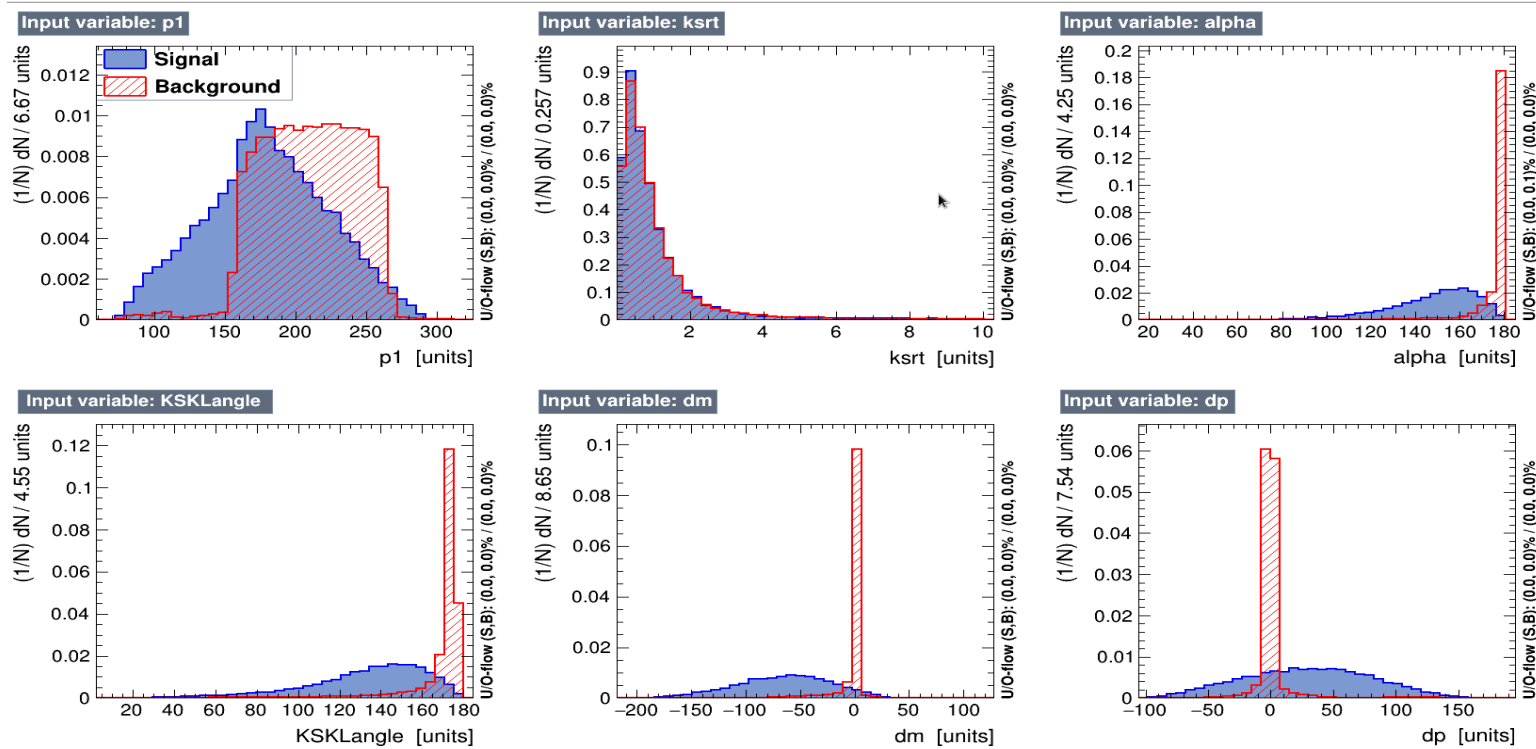 Input variable: p1
Signal
Background
(1/N) dN / 6.67 units
0.012
0.01
0.008
0.006
0.004
0.002
0
100 150 200 250 300
p1 [units]
U/O-flow (S,B): (0.0, 0.0)% / (0.0, 0.0)%
Input variable: ksrt
(1/N) dN / 0.257 units
0.9
0.8
0.7
0.6
0.5
0.4
0.3
0.2
0.1
0
2 4 6 8 10
ksrt [units]
U/O-flow (S,B): (0.0, 0.0)% / (0.0, 0.0)%
Input variable: alpha
(1/N) dN / 4.25 units
0.2
0.18
0.16
0.14
0.12
0.1
0.08
0.06
0.04
0.02
0
20 40 60 80 100 120 140 160 180
alpha [units]
U/O-flow (S,B): (0.0, 0.1)% / (0.0, 0.0)%
Input variable: KSKLangle
(1/N) dN / 4.55 units
0.12
0.1
0.08
0.06
0.04
0.02
0
20 40 60 80 100 120 140 160 180
KSKLangle [units]
U/O-flow (S,B): (0.0, 0.0)% / (0.0, 0.0)%
Input variable: dm
(1/N) dN / 8.65 units
0.1
0.08
0.06
0.04
0.02
0
−200 −150 −100 −50 0 50 100
dm [units]
U/O-flow (S,B): (0.0, 0.0)% / (0.0, 0.0)%
Input variable: dp
(1/N) dN / 7.54 units
0.06
0.05
0.04
0.03
0.02
0.01
0
−100 −50 0 50 100 150
dp [units]
U/O-flow (S,B): (0.0, 0.0)% / (0.0, 0.0)%